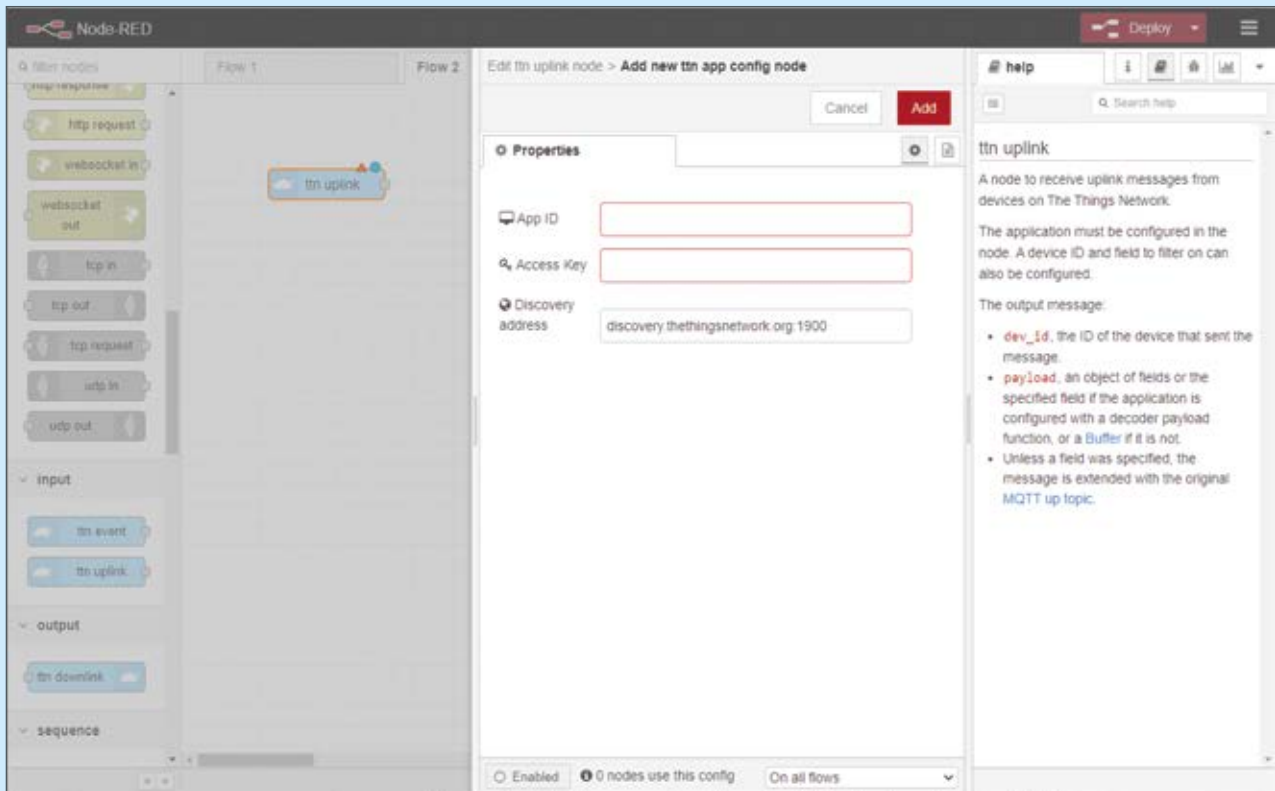 Node-RED
Deploy
filter nodes
http response
http request
websocket in
websocket
out
tcp in
tcp out
tcp request
udp in
udp out
input
ttn event
ttn uplink
output
ttn downlink
sequence
Flow 1
Flow 2
ttn uplink
Edit ttn uplink node > Add new ttn app config node
Cancel
Add
Properties
App ID
Access Key
Discovery
address
discovery.thethingsnetwork.org:1900
Enabled
0 nodes use this config
On all flows
help
i
Search help
ttn uplink
A node to receive uplink messages from
devices on The Things Network.
The application must be configured in the
node. A device ID and field to filter on can
also be configured.
The output message:
• dev_id, the ID of the device that sent the
message.
• payload, an object of fields or the
specified field if the application is
configured with a decoder payload
function, or a Buffer if it is not.
• Unless a field was specified, the
message is extended with the original
MQTT up topic.